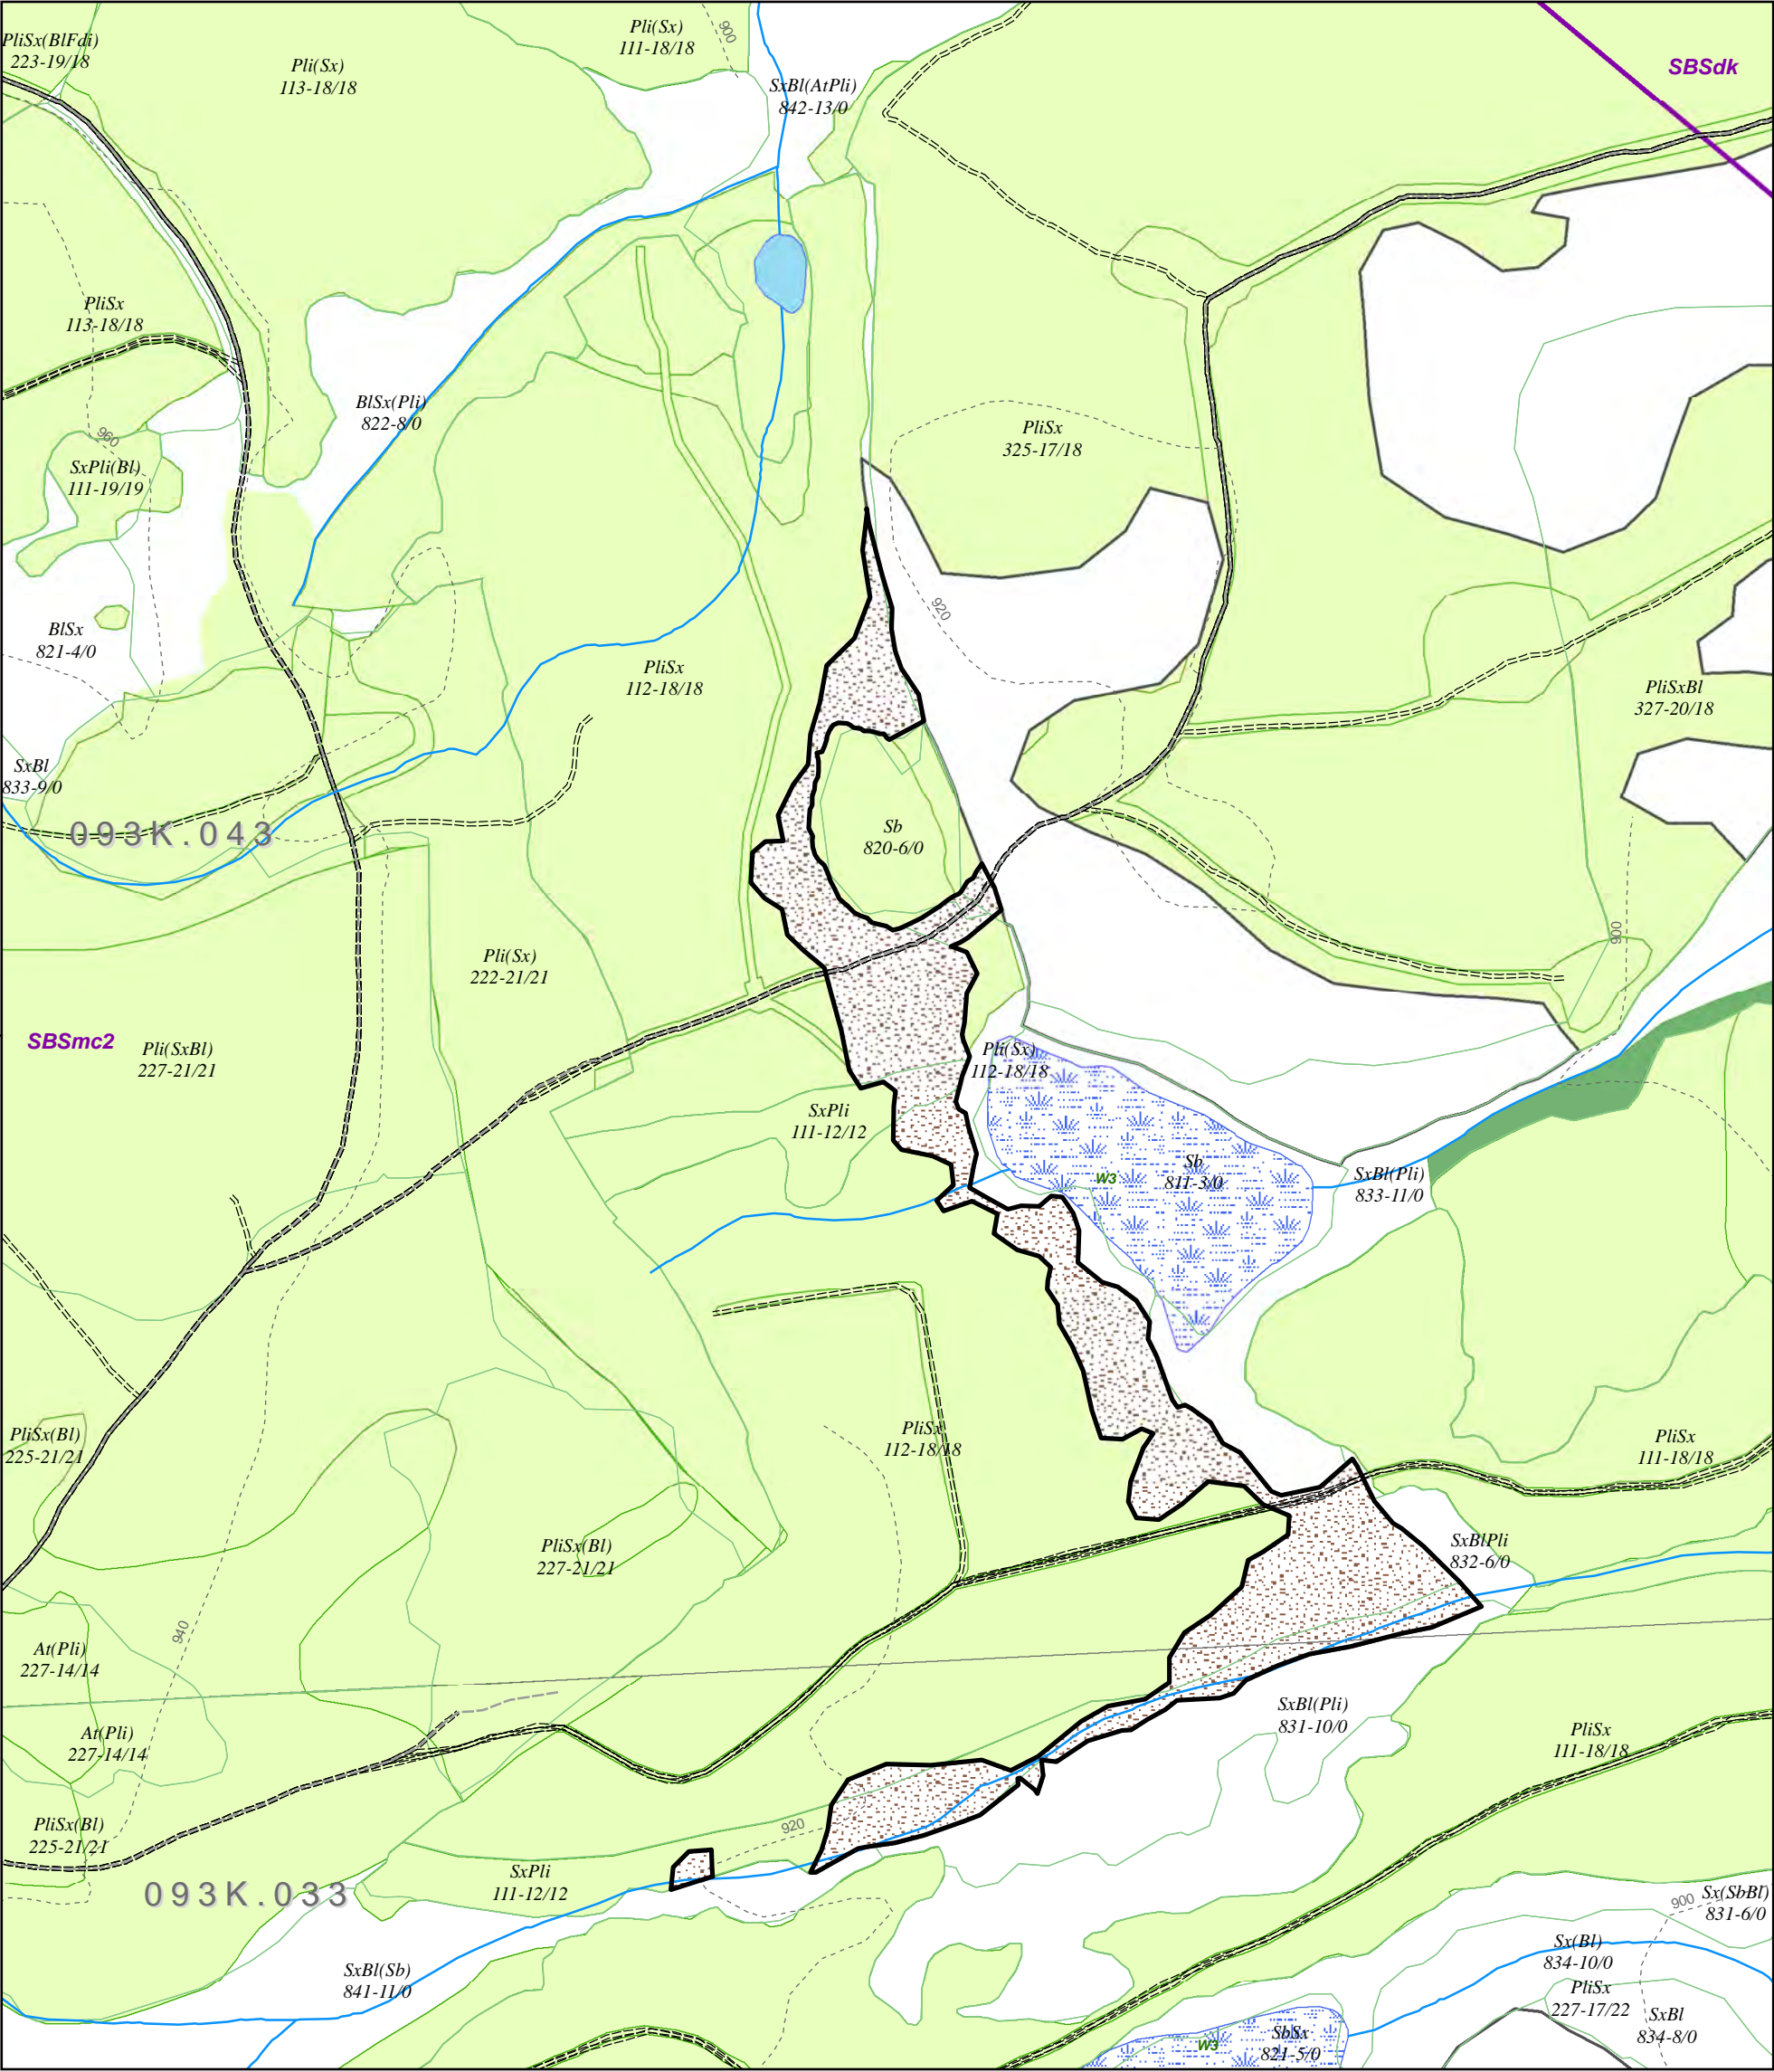 PliSx(BlFdi)
223-19/18
Pli(Sx)
113-18/18
Pli(Sx)
111-18/18
900
SxBl(AtPli)
842-13/0
SBSdk
PliSx
113-18/18
BlSx(Pli)
822-8/0
960
SxPli(Bl)
111-19/19
PliSx
325-17/18
920
BlSx
821-4/0
PliSx
112-18/18
PliSxBl
327-20/18
SxBl
833-9/0
093K.043
Sb
820-6/0
900
Pli(Sx)
222-21/21
SBSmc2
Pli(SxBl)
227-21/21
Pli(Sx)
112-18/18
SxPli
111-12/12
W3
Sb
811-3/0
SxBl(Pli)
833-11/0
PliSx(Bl)
225-21/21
PliSx
112-18/18
PliSx
111-18/18
PliSx(Bl)
227-21/21
SxBlPli
832-6/0
940
At(Pli)
227-14/14
At(Pli)
227-14/14
SxBl(Pli)
831-10/0
PliSx
111-18/18
PliSx(Bl)
225-21/21
920
093K.033
SxPli
111-12/12
900
Sx(SbBl)
831-6/0
SxBl(Sb)
841-11/0
Sx(Bl)
834-10/0
PliSx
227-17/22
SxBl
834-8/0
W3
SbSx
821-5/0